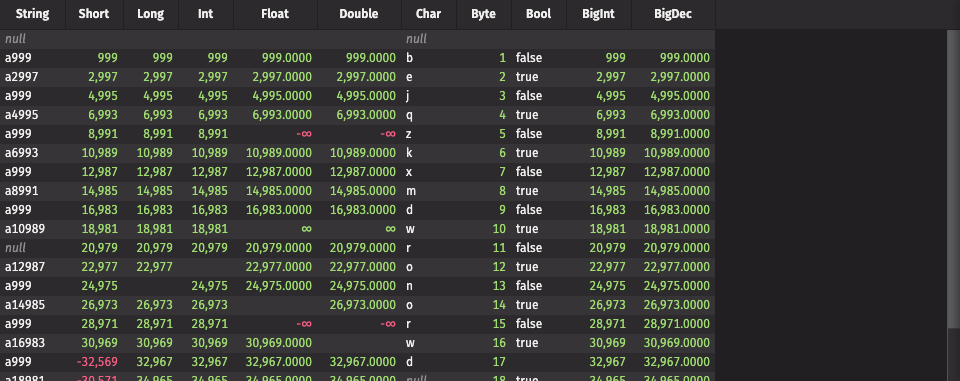 String Short Long Int Float Double Char Byte Bool BigInt BigDec
null null
a999 999 999 999 999.0000 999.0000 b 1 false 999 999.0000
a2997 2,997 2,997 2,997 2,997.0000 2,997.0000 e 2 true 2,997 2,997.0000
a999 4,995 4,995 4,995 4,995.0000 4,995.0000 j 3 false 4,995 4,995.0000
a4995 6,993 6,993 6,993 6,993.0000 6,993.0000 q 4 true 6,993 6,993.0000
a999 8,991 8,991 8,991 -∞ -∞ z 5 false 8,991 8,991.0000
a6993 10,989 10,989 10,989 10,989.0000 10,989.0000 k 6 true 10,989 10,989.0000
a999 12,987 12,987 12,987 12,987.0000 12,987.0000 x 7 false 12,987 12,987.0000
a8991 14,985 14,985 14,985 14,985.0000 14,985.0000 m 8 true 14,985 14,985.0000
a999 16,983 16,983 16,983 16,983.0000 16,983.0000 d 9 false 16,983 16,983.0000
a10989 18,981 18,981 18,981 ∞ ∞ w 10 true 18,981 18,981.0000
null 20,979 20,979 20,979 20,979.0000 20,979.0000 r 11 false 20,979 20,979.0000
a12987 22,977 22,977 22,977.0000 22,977.0000 o 12 true 22,977 22,977.0000
a999 24,975 24,975 24,975.0000 24,975.0000 n 13 false 24,975 24,975.0000
a14985 26,973 26,973 26,973 26,973.0000 o 14 true 26,973 26,973.0000
a999 28,971 28,971 28,971 -∞ -∞ r 15 false 28,971 28,971.0000
a16983 30,969 30,969 30,969 30,969.0000 w 16 true 30,969 30,969.0000
a999 -32,569 32,967 32,967 32,967.0000 32,967.0000 d 17 32,967 32,967.0000
a18981 -30,571 34,965 34,965 34,965.0000 34,965.0000 null 18 true 34,965 34,965.0000